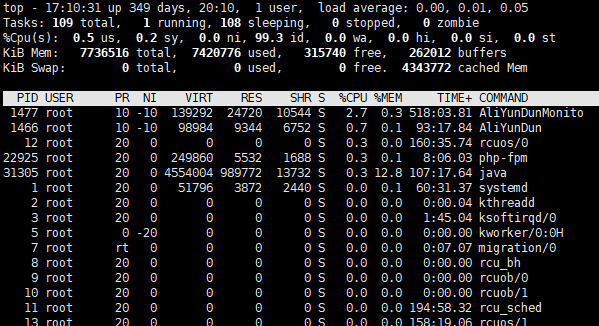 top - 17:10:31 up 349 days, 20:10,  1 user,  load average: 0.00, 0.01, 0.05
Tasks: 109 total,   1 running, 108 sleeping,   0 stopped,   0 zombie
%Cpu(s):  0.5 us,  0.2 sy,  0.0 ni, 99.3 id,  0.0 wa,  0.0 hi,  0.0 si,  0.0 st
KiB Mem:   7736516 total,  7420776 used,   315740 free,   262012 buffers
KiB Swap:        0 total,        0 used,        0 free.  4343772 cached Mem
  PID USER      PR  NI    VIRT    RES    SHR S  %CPU %MEM     TIME+ COMMAND
 1477 root      10 -10  139292  24720  10544 S   2.7  0.3 518:03.81 AliYunDunMonito
 1466 root      10 -10   98984   9344   6752 S   0.7  0.1  93:17.84 AliYunDun
   12 root      20   0       0      0      0 S   0.3  0.0 160:35.74 rcuos/0
22925 root      20   0  249860   5532   1688 S   0.3  0.1   8:06.03 php-fpm
31305 root      20   0 4554004 989772  13732 S   0.3 12.8 107:17.64 java
    1 root      20   0   51796   3872   2440 S   0.0  0.1  60:31.37 systemd
    2 root      20   0       0      0      0 S   0.0  0.0   0:00.04 kthreadd
    3 root      20   0       0      0      0 S   0.0  0.0   1:45.04 ksoftirqd/0
    5 root       0 -20       0      0      0 S   0.0  0.0   0:00.00 kworker/0:0H
    7 root      rt   0       0      0      0 S   0.0  0.0   0:07.07 migration/0
    8 root      20   0       0      0      0 S   0.0  0.0   0:00.00 rcu_bh
    9 root      20   0       0      0      0 S   0.0  0.0   0:00.00 rcuob/0
   10 root      20   0       0      0      0 S   0.0  0.0   0:00.00 rcuob/1
   11 root      20   0       0      0      0 S   0.0  0.0 194:58.32 rcu_sched
   13 root      20   0       0      0      0 S   0.0  0.0 158:19.06 rcuos/1